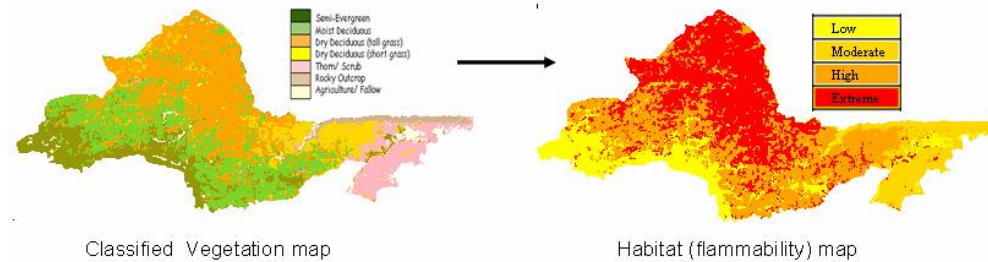 Semi-Evergreen
Moist Deciduous
Dry Deciduous (tall grass)
Dry Deciduous (short grass)
Thorn/ Scrub
Rocky Outcrop
Agriculture/ Fallow
Low
Moderate
High
Extreme
Classified Vegetation map
Habitat (flammability) map